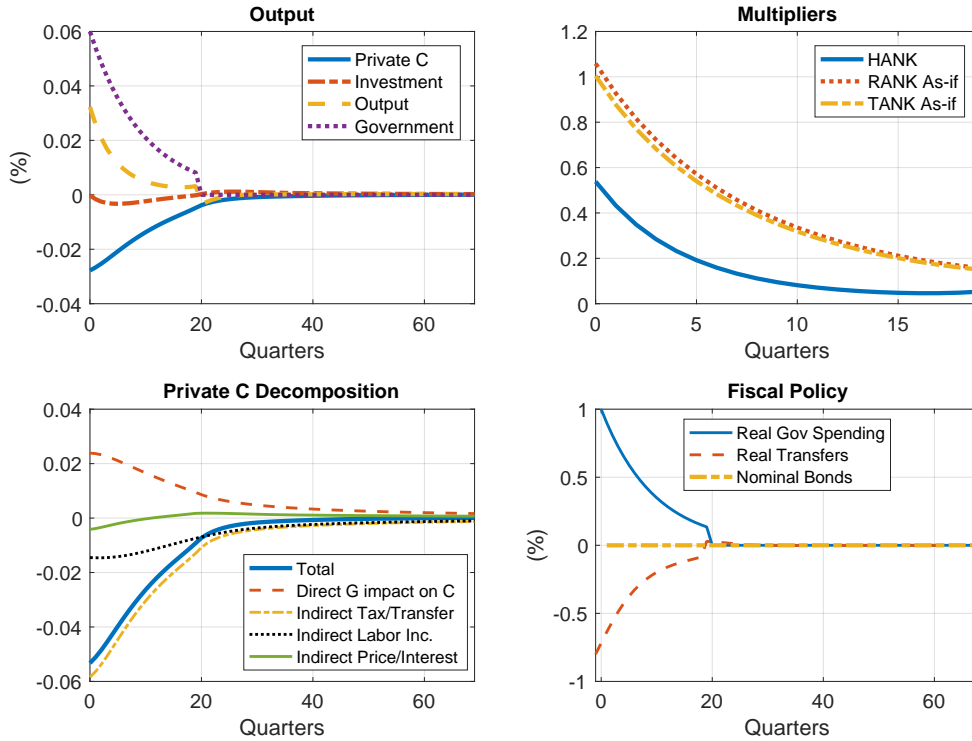 Output
0.06
0.04
0.02
0
-0.02
-0.04
(%)
Private C
Investment
Output
Government
0 20 40 60
Quarters
Multipliers
1.2
1
0.8
0.6
0.4
0.2
0
HANK
RANK As-if
TANK As-if
0 5 10 15
Quarters
Private C Decomposition
0.04
0.02
0
-0.02
-0.04
-0.06
Total
Direct G impact on C
Indirect Tax/Transfer
Indirect Labor Inc.
Indirect Price/Interest
0 20 40 60
Quarters
Fiscal Policy
1
0.5
0
-0.5
-1
(%)
Real Gov Spending
Real Transfers
Nominal Bonds
0 20 40 60
Quarters